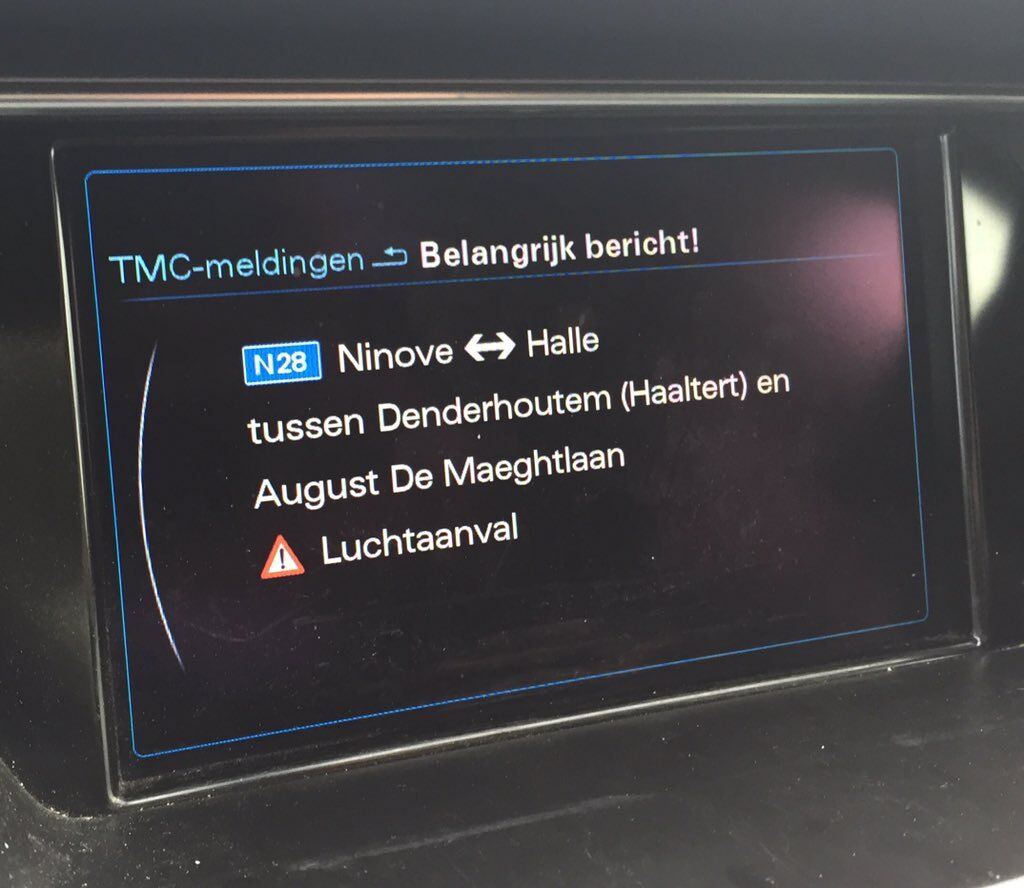 TMC-meldingen Belangrijk bericht!
N28 Ninove ↔ Halle
tussen Denderhoutem (Haaltert) en
August De Maeghtlaan
Luchtaanval